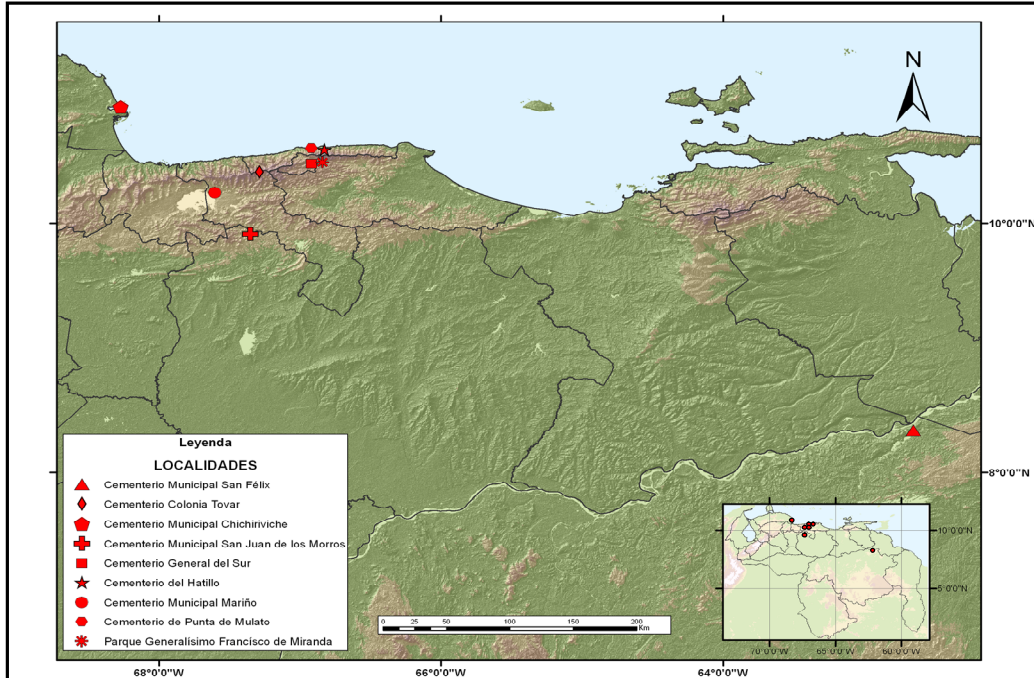 N
10°0'0"N
8°0'0"N
Leyenda
LOCALIDADES
Cementerio Municipal San Félix
Cementerio Colonia Tovar
Cementerio Municipal Chichiriviche
Cementerio Municipal San Juan de los Morros
Cementerio General del Sur
Cementerio del Hatillo
Cementerio Municipal Mariño
Cementerio de Punta de Mulato
Parque Generalísimo Francisco de Miranda
0 25 50 100 150 200
Km
10°0'0"N
5°0'0"N
70°0'0"W 65°0'0"W 60°0'0"W
68°0'0"W 66°0'0"W 64°0'0"W